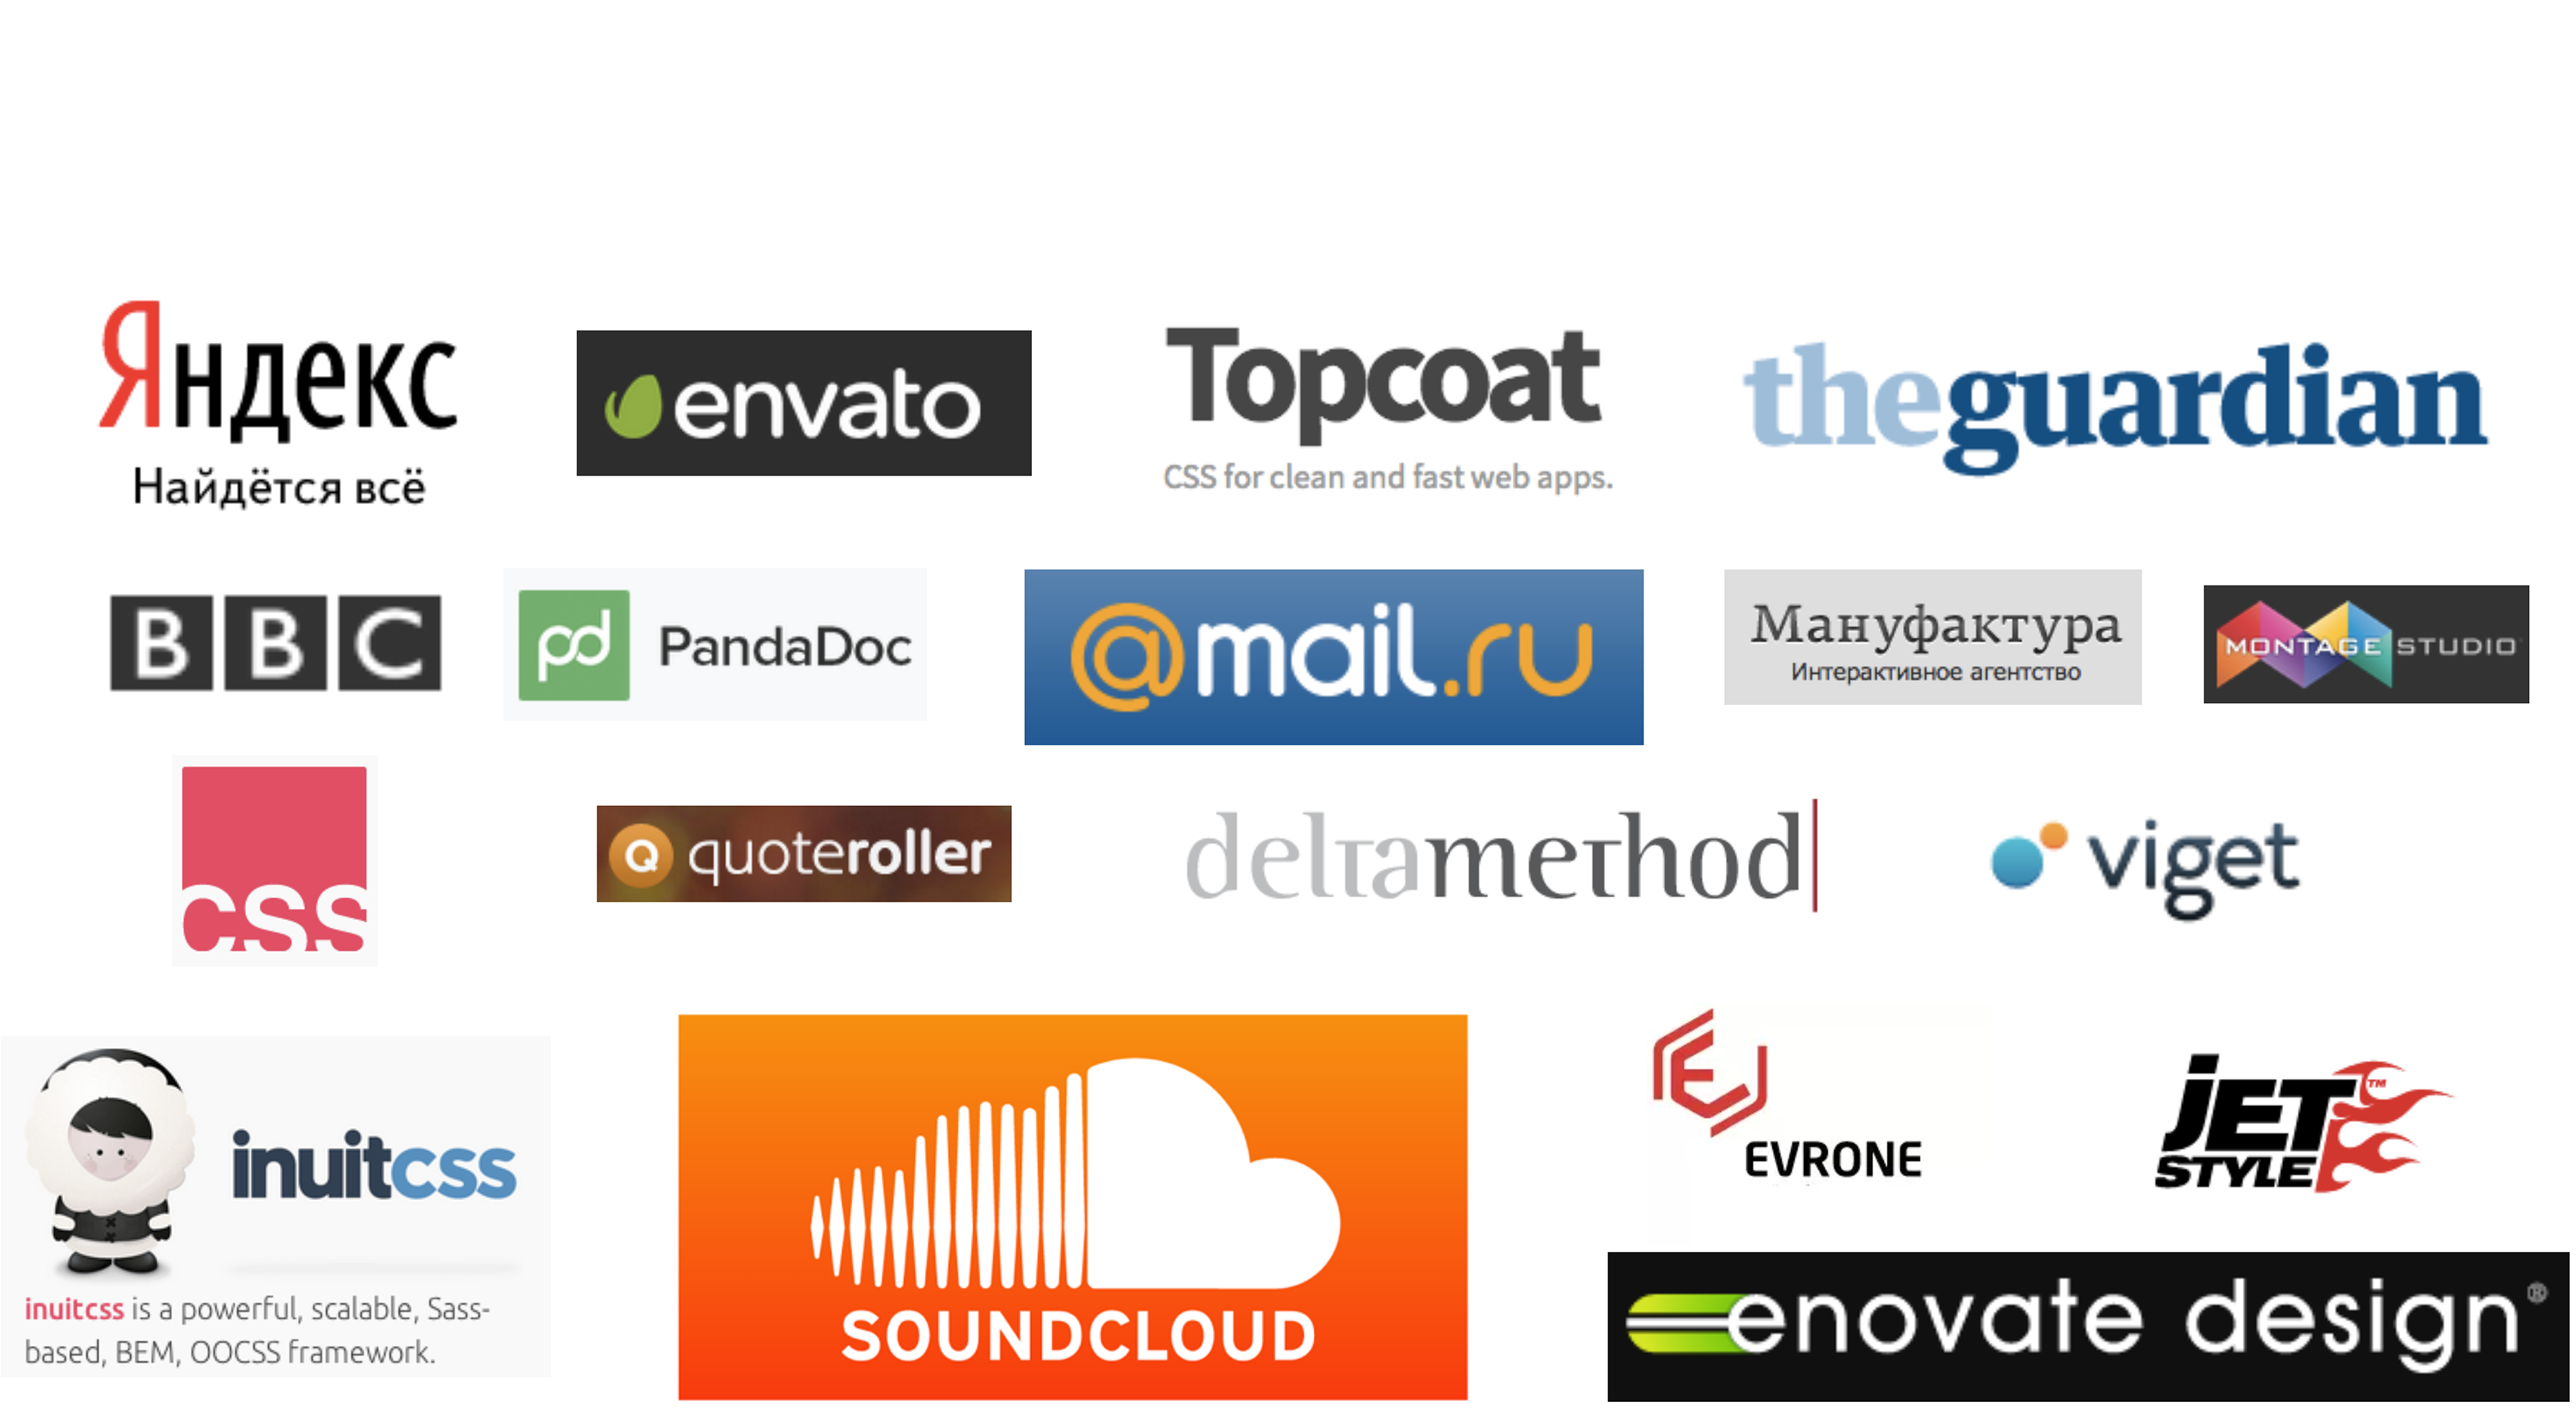 Яндекс
Найдётся всё
envato
Topcoat
CSS for clean and fast web apps.
theguardian
BBC
pd PandaDoc
@mail.ru
Мануфактура
Интерактивное агентство
MONTAGE STUDIO
css
Q quoteroller
deltamethod
viget
inuitcss
inuitcss is a powerful, scalable, Sass-
based, BEM, OOCSS framework.
SOUNDCLOUD
EVRONE
JET™
STYLE
enovate design®